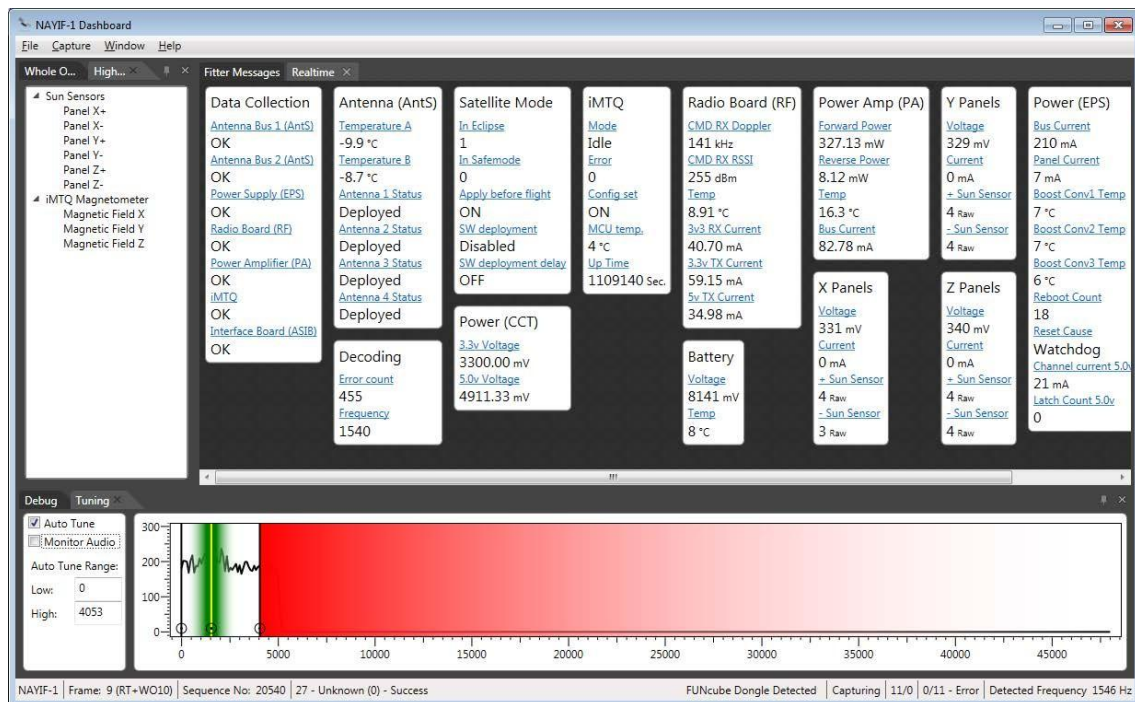 NAYIF-1 Dashboard
File Capture Window Help
Whole O... High...
Sun Sensors
Panel X+
Panel X-
Panel Y+
Panel Y-
Panel Z+
Panel Z-
iMTQ Magnetometer
Magnetic Field X
Magnetic Field Y
Magnetic Field Z
Fitter Messages Realtime
Data Collection
Antenna Bus 1 (AntS)
OK
Antenna Bus 2 (AntS)
OK
Power Supply (EPS)
OK
Radio Board (RF)
OK
Power Amplifier (PA)
OK
iMTQ
OK
Interface Board (ASIB)
OK
Antenna (AntS)
Temperature A
-9.9 °C
Temperature B
-8.7 °C
Antenna 1 Status
Deployed
Antenna 2 Status
Deployed
Antenna 3 Status
Deployed
Antenna 4 Status
Deployed
Decoding
Error count
455
Frequency
1540
Satellite Mode
In Eclipse
1
In Safemode
0
Apply before flight
ON
SW deployment
Disabled
SW deployment delay
OFF
Power (CCT)
3.3v Voltage
3300.00 mV
5.0v Voltage
4911.33 mV
iMTQ
Mode
Idle
Error
0
Config set
ON
MCU temp.
4 °C
Up Time
1109140 Sec.
Radio Board (RF)
CMD RX Doppler
141 kHz
CMD RX RSSI
255 dBm
Temp
8.91 °C
3v3 RX Current
40.70 mA
3.3v TX Current
59.15 mA
5v TX Current
34.98 mA
Battery
Voltage
8141 mV
Temp
8 °C
Power Amp (PA)
Forward Power
327.13 mW
Reverse Power
8.12 mW
Temp
16.3 °C
Bus Current
82.78 mA
X Panels
Voltage
331 mV
Current
0 mA
+ Sun Sensor
4 Raw
- Sun Sensor
3 Raw
Y Panels
Voltage
329 mV
Current
0 mA
+ Sun Sensor
4 Raw
- Sun Sensor
4 Raw
Z Panels
Voltage
340 mV
Current
0 mA
+ Sun Sensor
4 Raw
- Sun Sensor
4 Raw
Power (EPS)
Bus Current
210 mA
Panel Current
7 mA
Boost Conv1 Temp
7 °C
Boost Conv2 Temp
7 °C
Boost Conv3 Temp
6 °C
Reboot Count
18
Reset Cause
Watchdog
Channel current 5.0v
21 mA
Latch Count 5.0v
0
Debug Tuning
Auto Tune
Monitor Audio
Auto Tune Range:
Low: 0
High: 4053
300
200
100
0
0 5000 10000 15000 20000 25000 30000 35000 40000 45000
NAYIF-1 Frame: 9 (RT+WO10) Sequence No: 20540 27 - Unknown (0) - Success FUNcube Dongle Detected Capturing 11/0 0/11 - Error Detected Frequency 1546 Hz